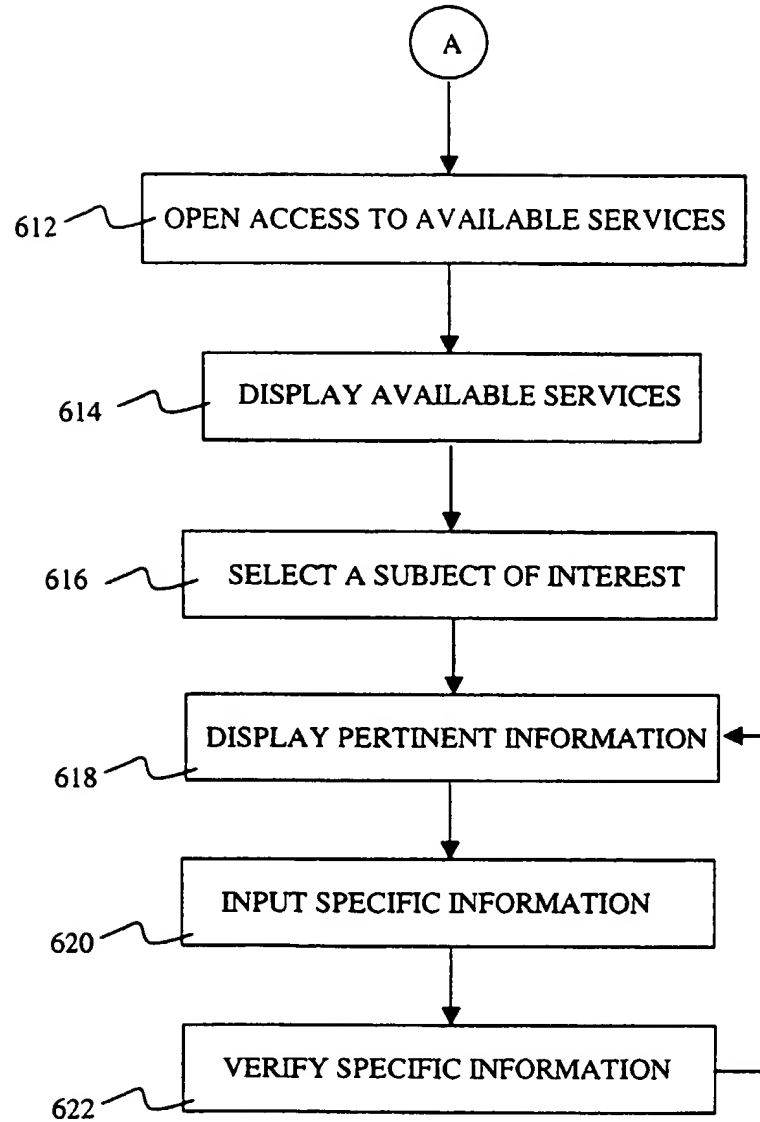 A
612 OPEN ACCESS TO AVAILABLE SERVICES
614 DISPLAY AVAILABLE SERVICES
616 SELECT A SUBJECT OF INTEREST
DISPLAY PERTINENT INFORMATION
618
INPUT SPECIFIC INFORMATION
620
VERIFY SPECIFIC INFORMATION
622